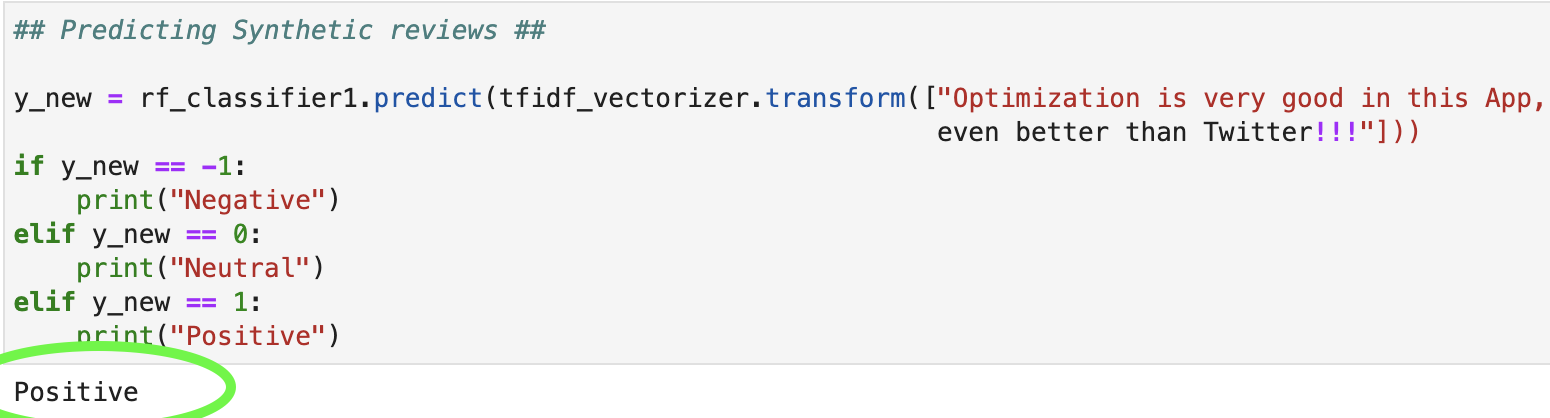 ## Predicting Synthetic reviews ##
y_new = rf_classifier1.predict(tfidf_vectorizer.transform(["Optimization is very good in this App,
even better than Twitter!!!"]))
if y_new == -1:
    print("Negative")
elif y_new == 0:
    print("Neutral")
elif y_new == 1:
    print("Positive")
Positive